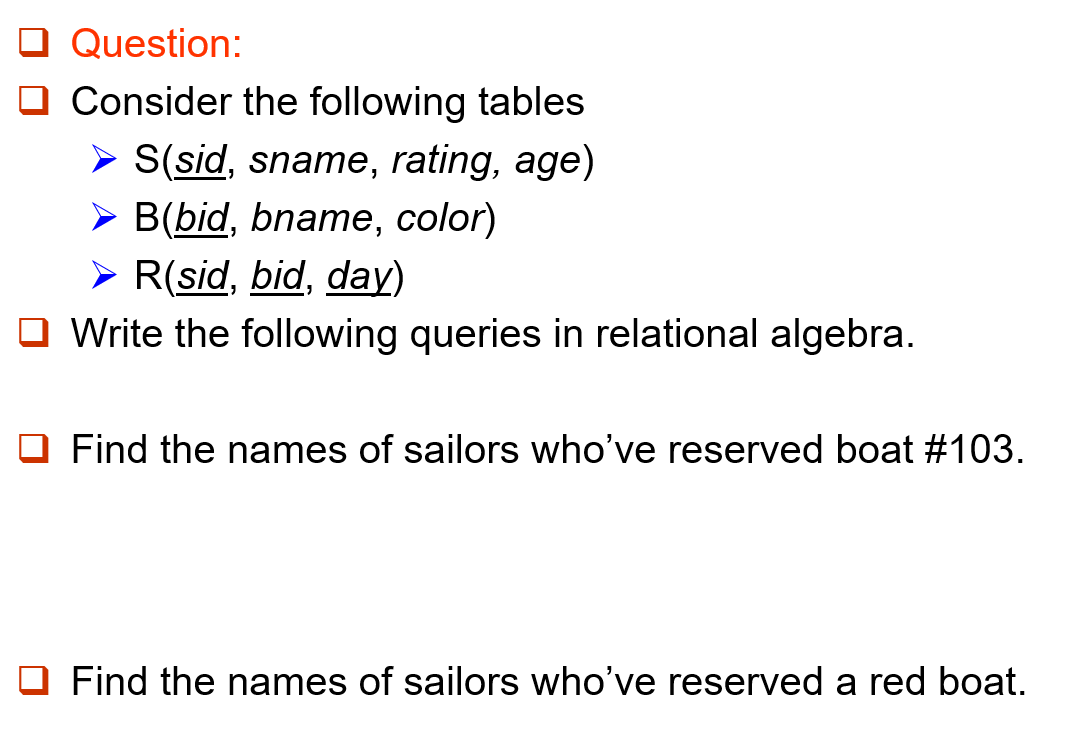 Question:
Consider the following tables
S(sid, sname, rating, age)
B(bid, bname, color)
R(sid, bid, day)
Write the following queries in relational algebra.
Find the names of sailors who’ve reserved boat #103.
Find the names of sailors who’ve reserved a red boat.